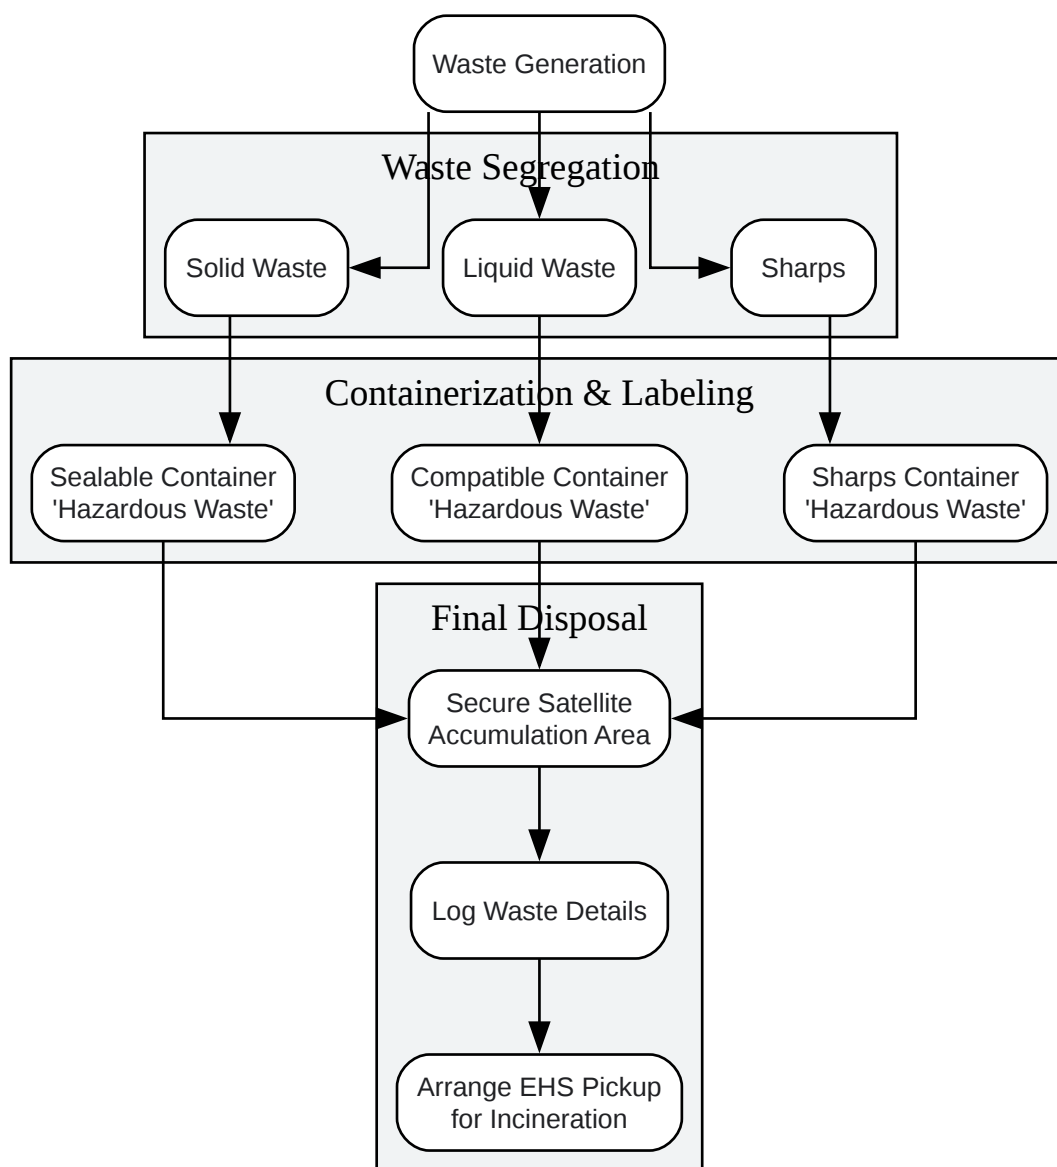 Waste Generation
Waste Segregation
Solid Waste
Liquid Waste
Sharps
Containerization & Labeling
Sealable Container
'Hazardous Waste'
Compatible Container
'Hazardous Waste'
Sharps Container
'Hazardous Waste'
Final Disposal
Secure Satellite
Accumulation Area
Log Waste Details
Arrange EHS Pickup
for Incineration